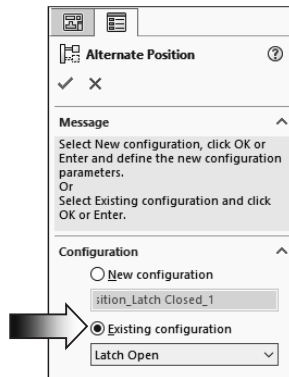 Alternate Position
Message
Select New configuration, click OK or
Enter and define the new configuration
parameters.
Or
Select Existing configuration and click
OK or Enter.
Configuration
New configuration
sition_Latch Closed_1
Existing configuration
Latch Open